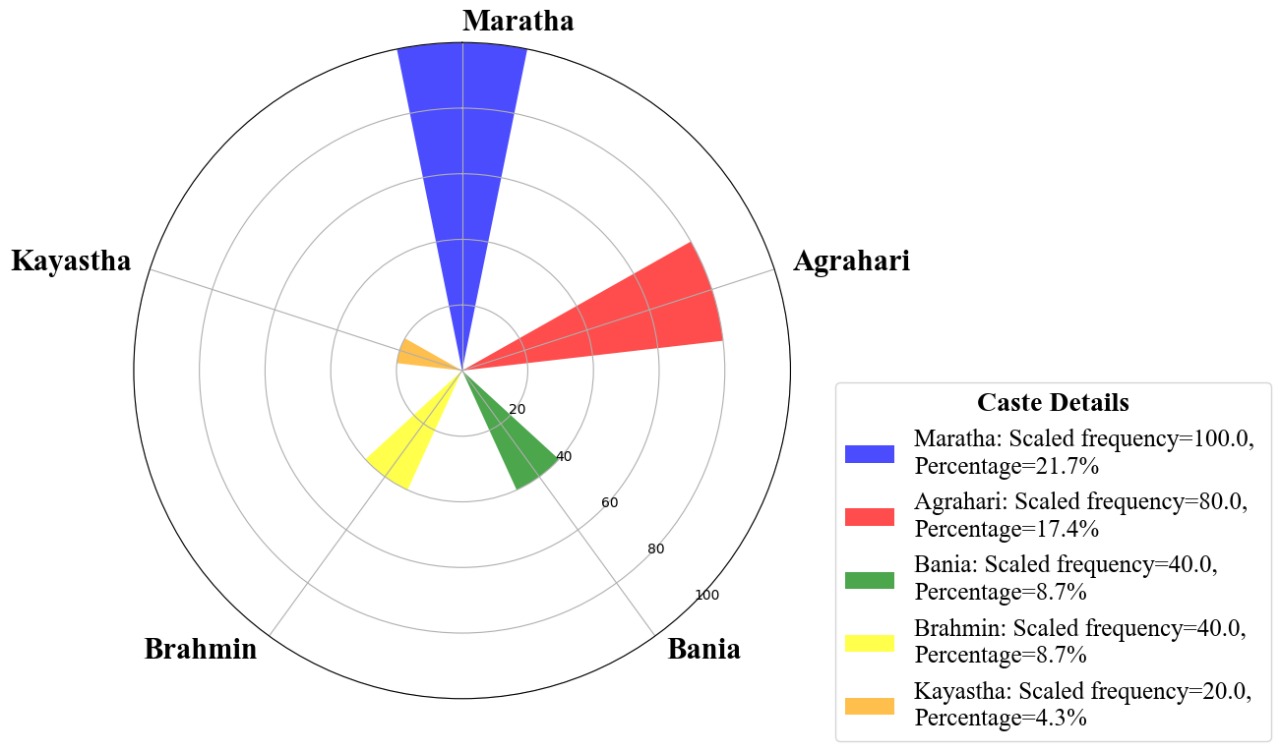 Maratha
Kayastha
Agrahari
20
40
60
80
100
Brahmin
Bania
Caste Details
Maratha: Scaled frequency=100.0,
Percentage=21.7%
Agrahari: Scaled frequency=80.0,
Percentage=17.4%
Bania: Scaled frequency=40.0,
Percentage=8.7%
Brahmin: Scaled frequency=40.0,
Percentage=8.7%
Kayastha: Scaled frequency=20.0,
Percentage=4.3%